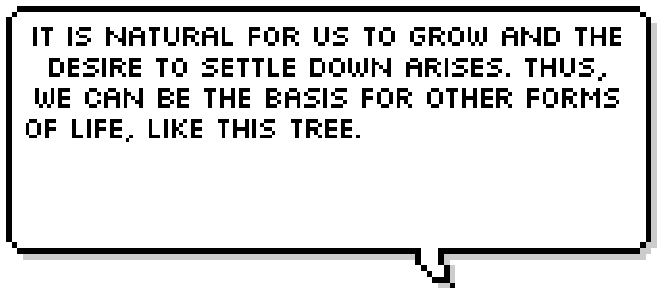 IT IS NATURAL FOR US TO GROW AND THE
DESIRE TO SETTLE DOWN ARISES. THUS,
WE CAN BE THE BASIS FOR OTHER FORMS
OF LIFE, LIKE THIS TREE.